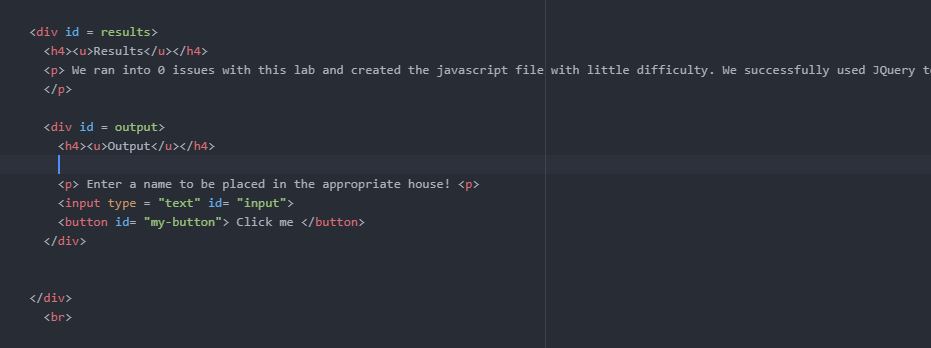 <div id = results>
<h4><u>Results</u></h4>
<p> We ran into 0 issues with this lab and created the javascript file with little difficulty. We successfully used JQuery
</p>
<div id = output>
<h4><u>Output</u></h4>
<p> Enter a name to be placed in the appropriate house! <p>
<input type = "text" id= "input">
<button id= "my-button"> Click me </button>
</div>
</div>
<br>